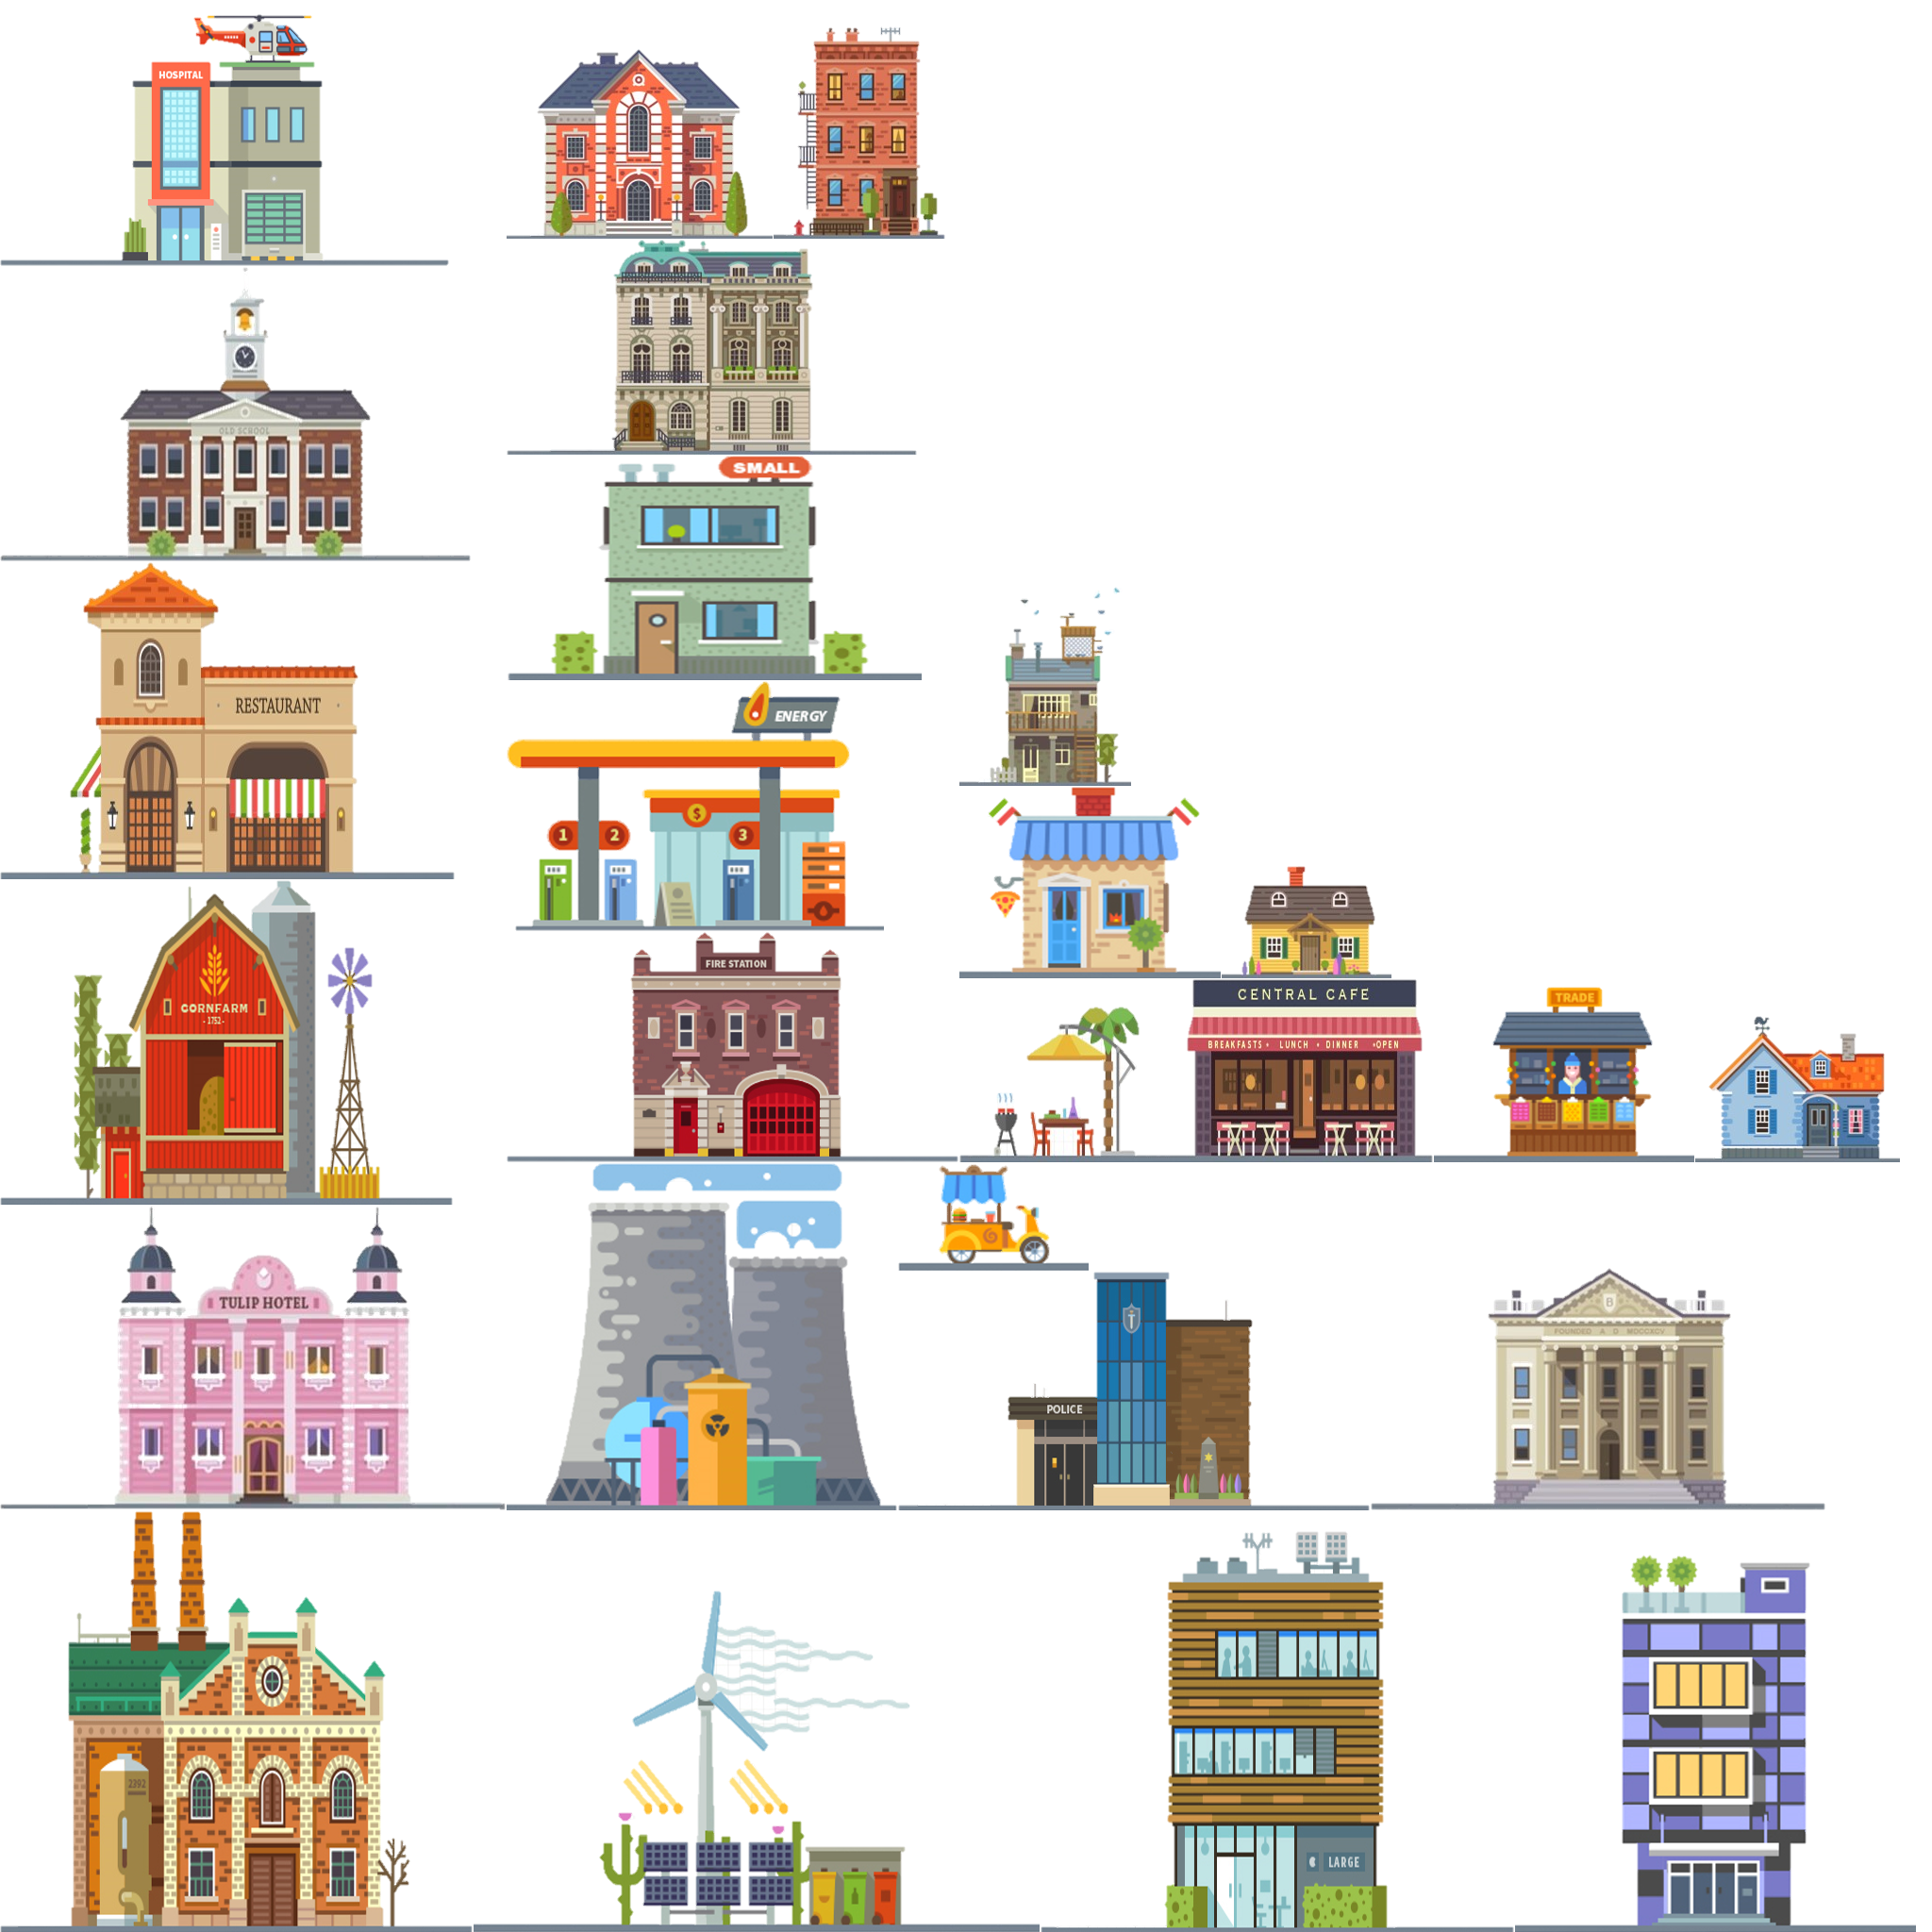 HOSPITAL
OLD SCHOOL
SMALL
RESTAURANT
ENERGY
$
1 2 3
CORNFARM
- 1752 -
FIRE STATION
CENTRAL CAFE
BREAKFASTS • LUNCH • DINNER •OPEN
TRADE
TULIP HOTEL
POLICE
B
FOUNDED A D MDCCXCV
2392
LARGE